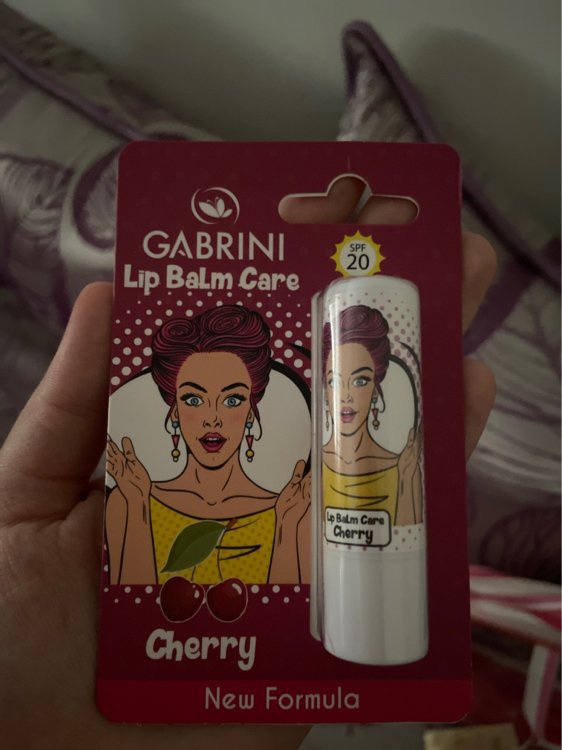 GABRINI
Lip Balm Care
SPF
20
Lip Balm Care
Cherry
Cherry
New Formula